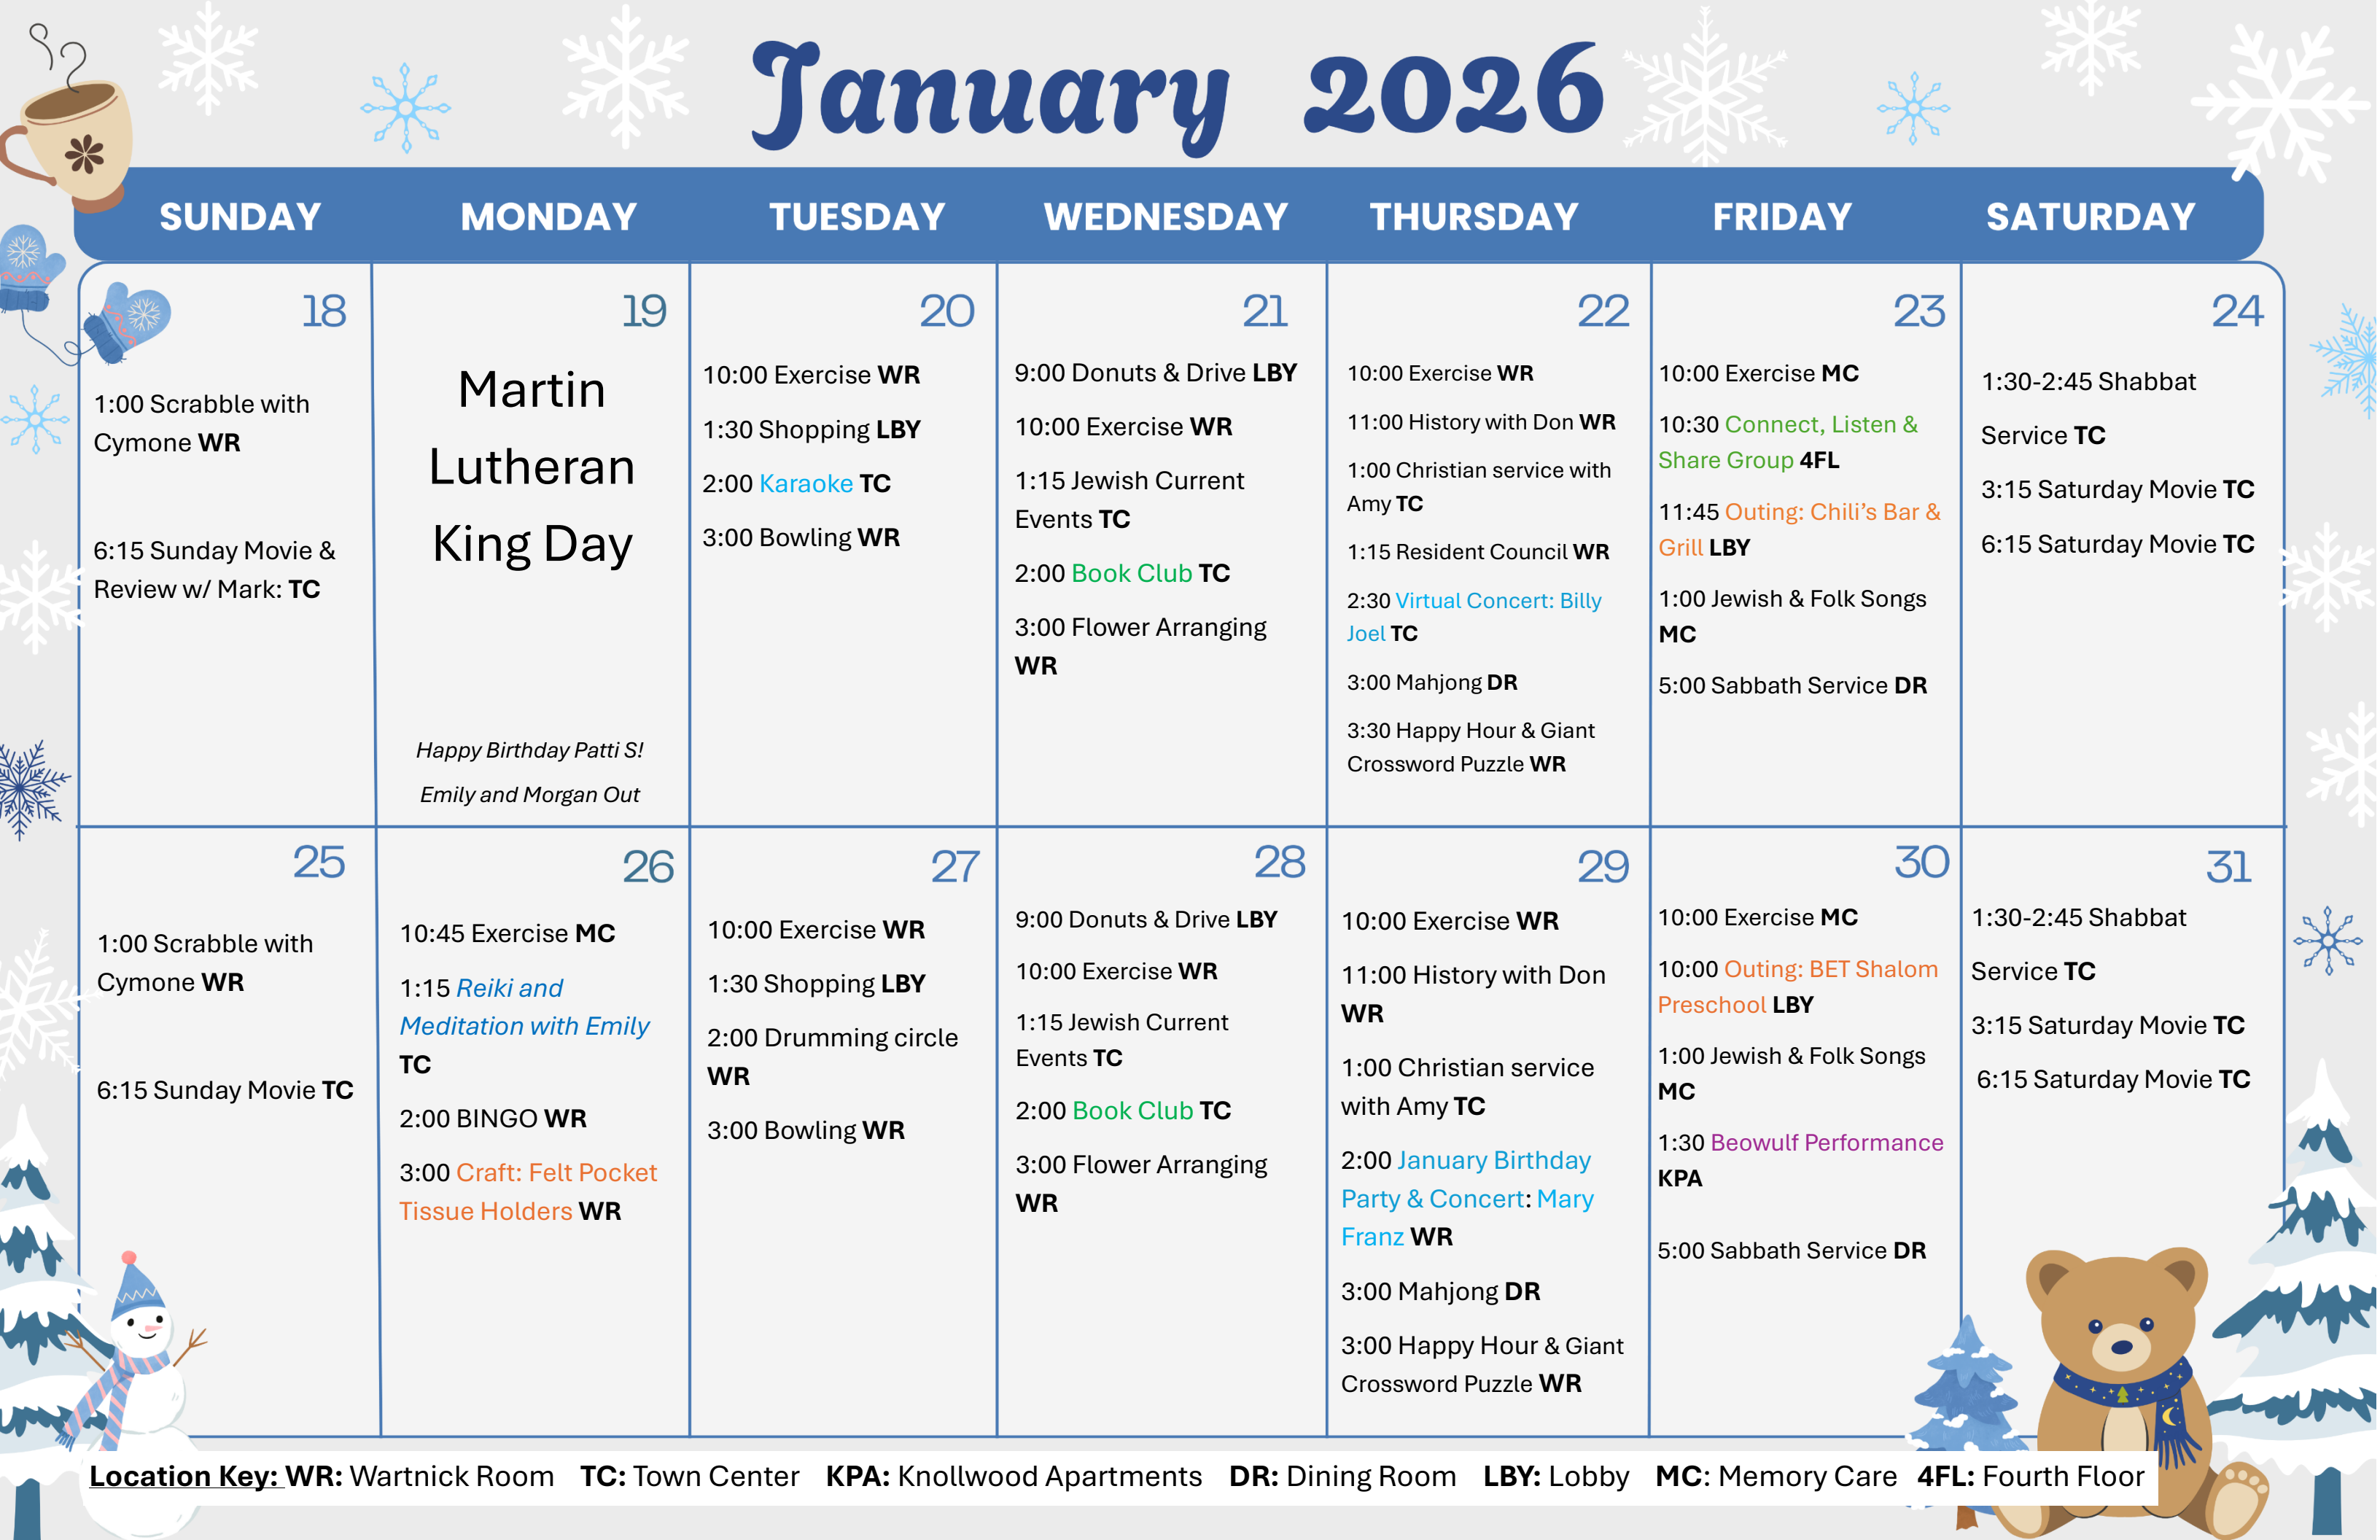 January 2026
SUNDAY MONDAY TUESDAY WEDNESDAY THURSDAY FRIDAY SATURDAY
18
1:00 Scrabble with
Cymone WR
6:15 Sunday Movie &
Review w/ Mark: TC
19
Martin
Lutheran
King Day
Happy Birthday Patti S!
Emily and Morgan Out
20
10:00 Exercise WR
1:30 Shopping LBY
2:00 Karaoke TC
3:00 Bowling WR
21
9:00 Donuts & Drive LBY
10:00 Exercise WR
1:15 Jewish Current
Events TC
2:00 Book Club TC
3:00 Flower Arranging
WR
22
10:00 Exercise WR
11:00 History with Don WR
1:00 Christian service with
Amy TC
1:15 Resident Council WR
2:30 Virtual Concert: Billy
Joel TC
3:00 Mahjong DR
3:30 Happy Hour & Giant
Crossword Puzzle WR
23
10:00 Exercise MC
10:30 Connect, Listen &
Share Group 4FL
11:45 Outing: Chili’s Bar &
Grill LBY
1:00 Jewish & Folk Songs
MC
5:00 Sabbath Service DR
24
1:30-2:45 Shabbat
Service TC
3:15 Saturday Movie TC
6:15 Saturday Movie TC
25
1:00 Scrabble with
Cymone WR
6:15 Sunday Movie TC
26
10:45 Exercise MC
1:15 Reiki and
Meditation with Emily
TC
2:00 BINGO WR
3:00 Craft: Felt Pocket
Tissue Holders WR
27
10:00 Exercise WR
1:30 Shopping LBY
2:00 Drumming circle
WR
3:00 Bowling WR
28
9:00 Donuts & Drive LBY
10:00 Exercise WR
1:15 Jewish Current
Events TC
2:00 Book Club TC
3:00 Flower Arranging
WR
29
10:00 Exercise WR
11:00 History with Don
WR
1:00 Christian service
with Amy TC
2:00 January Birthday
Party & Concert: Mary
Franz WR
3:00 Mahjong DR
3:00 Happy Hour & Giant
Crossword Puzzle WR
30
10:00 Exercise MC
10:00 Outing: BET Shalom
Preschool LBY
1:00 Jewish & Folk Songs
MC
1:30 Beowulf Performance
KPA
5:00 Sabbath Service DR
31
1:30-2:45 Shabbat
Service TC
3:15 Saturday Movie TC
6:15 Saturday Movie TC
Location Key: WR: Wartnick Room TC: Town Center KPA: Knollwood Apartments DR: Dining Room LBY: Lobby MC: Memory Care 4FL: Fourth Floor